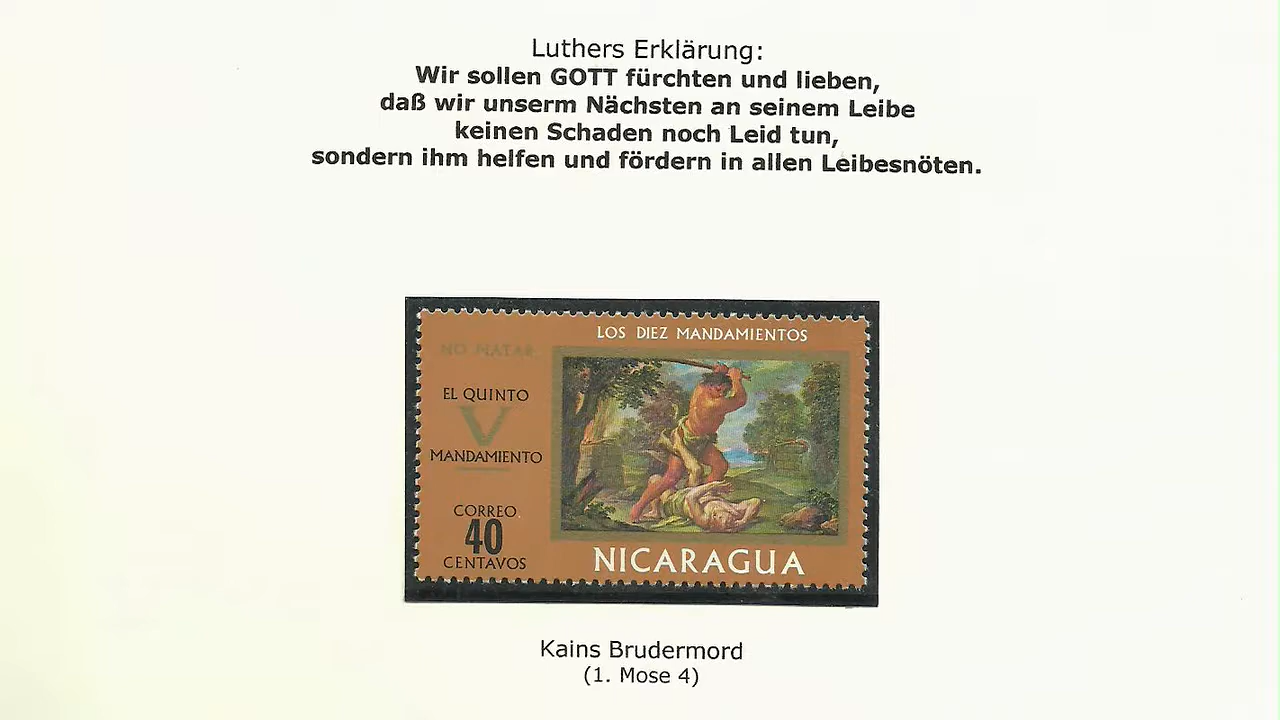 Luthers Erklärung:
Wir sollen GOTT fürchten und lieben,
daß wir unserm Nächsten an seinem Leibe
keinen Schaden noch Leid tun,
sondern ihm helfen und fördern in allen Leibesnöten.
LOS DIEZ MANDAMIENTOS
NO MATAR
EL QUINTO
V
MANDAMIENTO
CORREO
40
CENTAVOS
NICARAGUA
Kains Brudermord
(1. Mose 4)